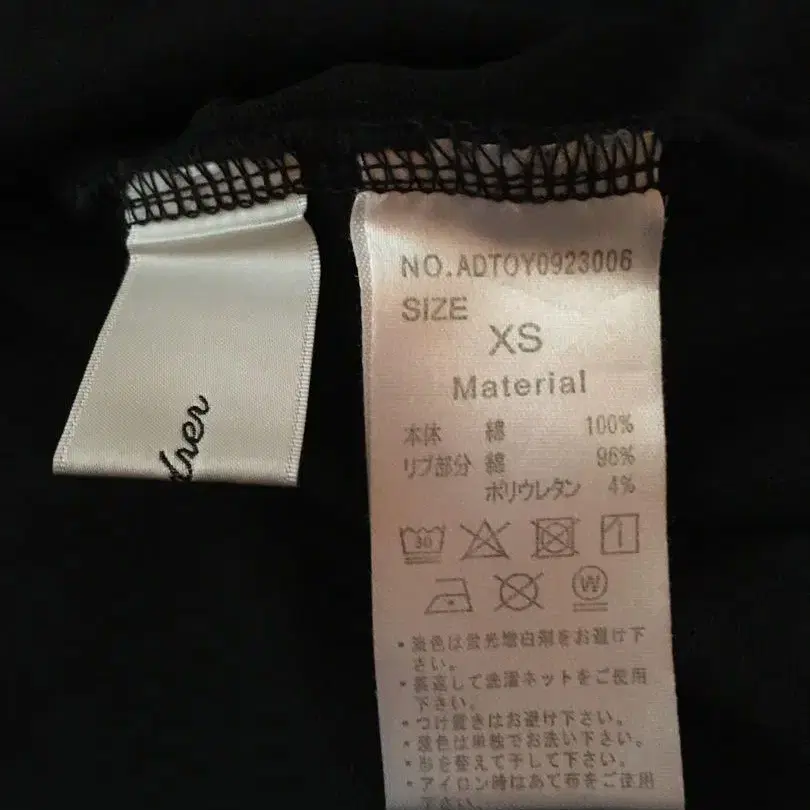 drer
NO.ADTOY0923006
SIZE
XS
Material
本体 綿 100%
リブ部分 綿 96%
ポリウレタン 4%
30
W
・淡色は蛍光増白剤をお避け下
さい。
・裏返して洗濯ネットをご使用
下さい。
・つけ置きはお避け下さい。
・濃色は単独でお洗い下さい。
・形を整えて干して下さい。
・アイロン時はあて布をご使用
下さい。